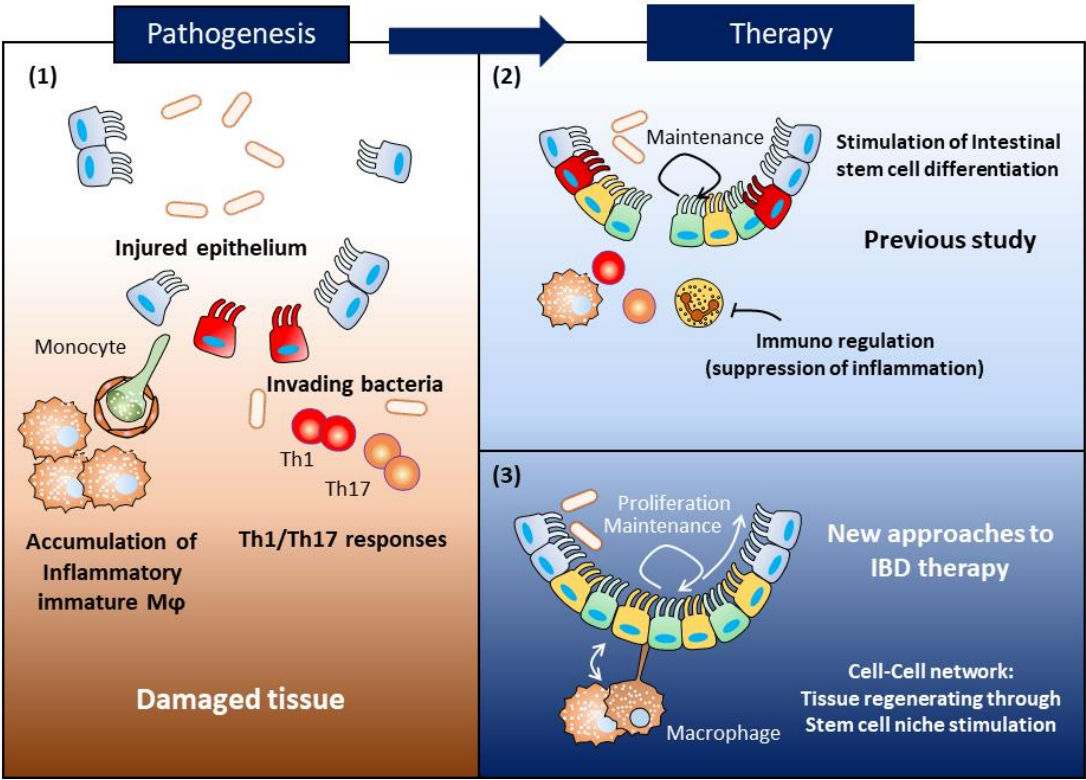 Pathogenesis
Therapy
(1)
Injured epithelium
Monocyte
Invading bacteria
Th1
Th17
Accumulation of
Inflammatory
immature Mφ
Th1/Th17 responses
Damaged tissue
(2)
Maintenance
Stimulation of Intestinal
stem cell differentiation
Previous study
Immuno regulation
(suppression of inflammation)
(3)
Proliferation
Maintenance
New approaches to
IBD therapy
Cell-Cell network:
Tissue regenerating through
Stem cell niche stimulation
Macrophage